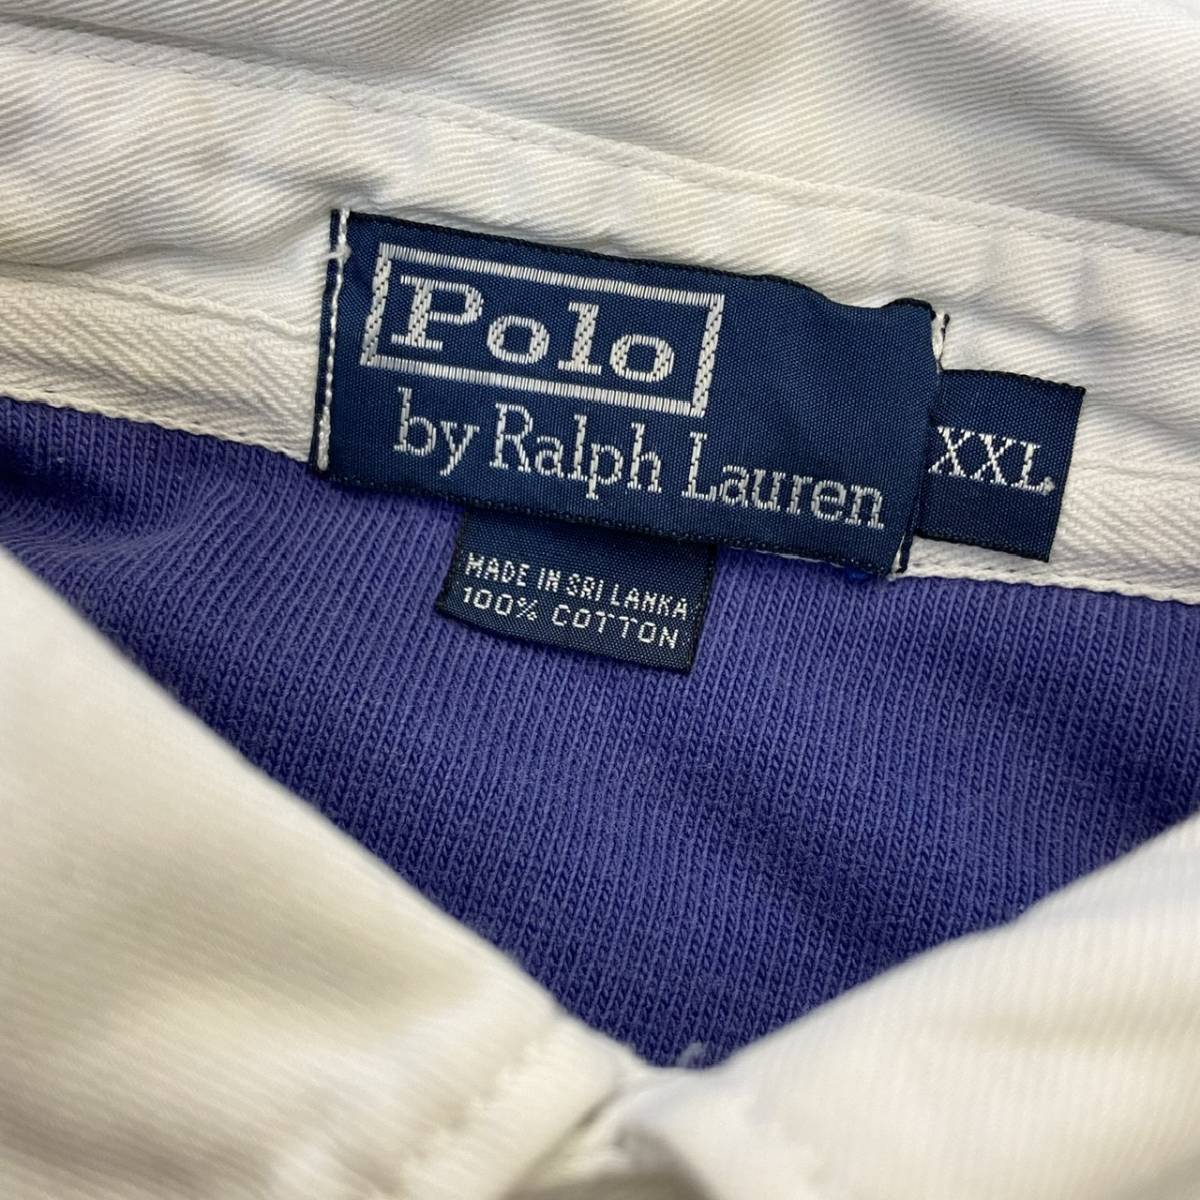 Polo
by Ralph Lauren
XXL
MADE IN SRI LANKA
100% COTTON